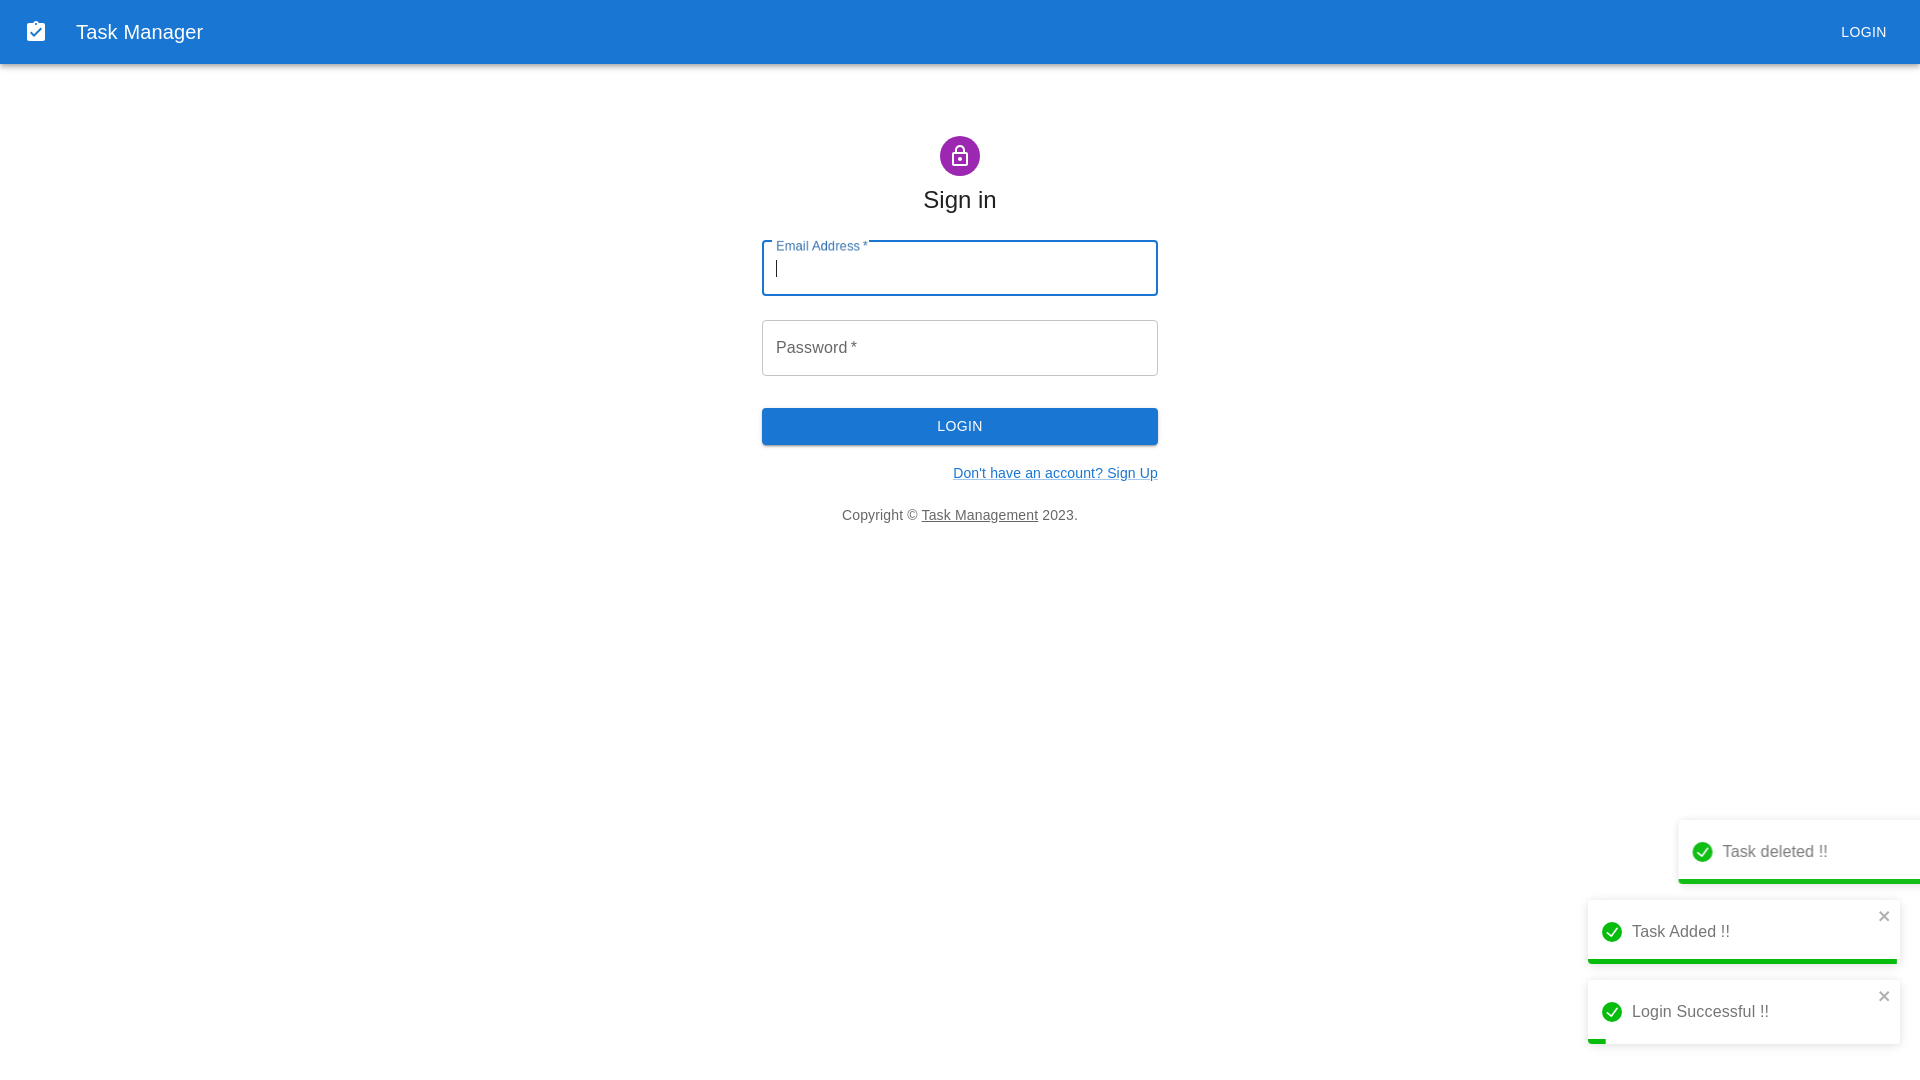 Task Manager
LOGIN
Sign in
Email Address *
Password *
LOGIN
Don't have an account? Sign Up
Copyright © Task Management 2023.
Task deleted !!
Task Added !!
Login Successful !!